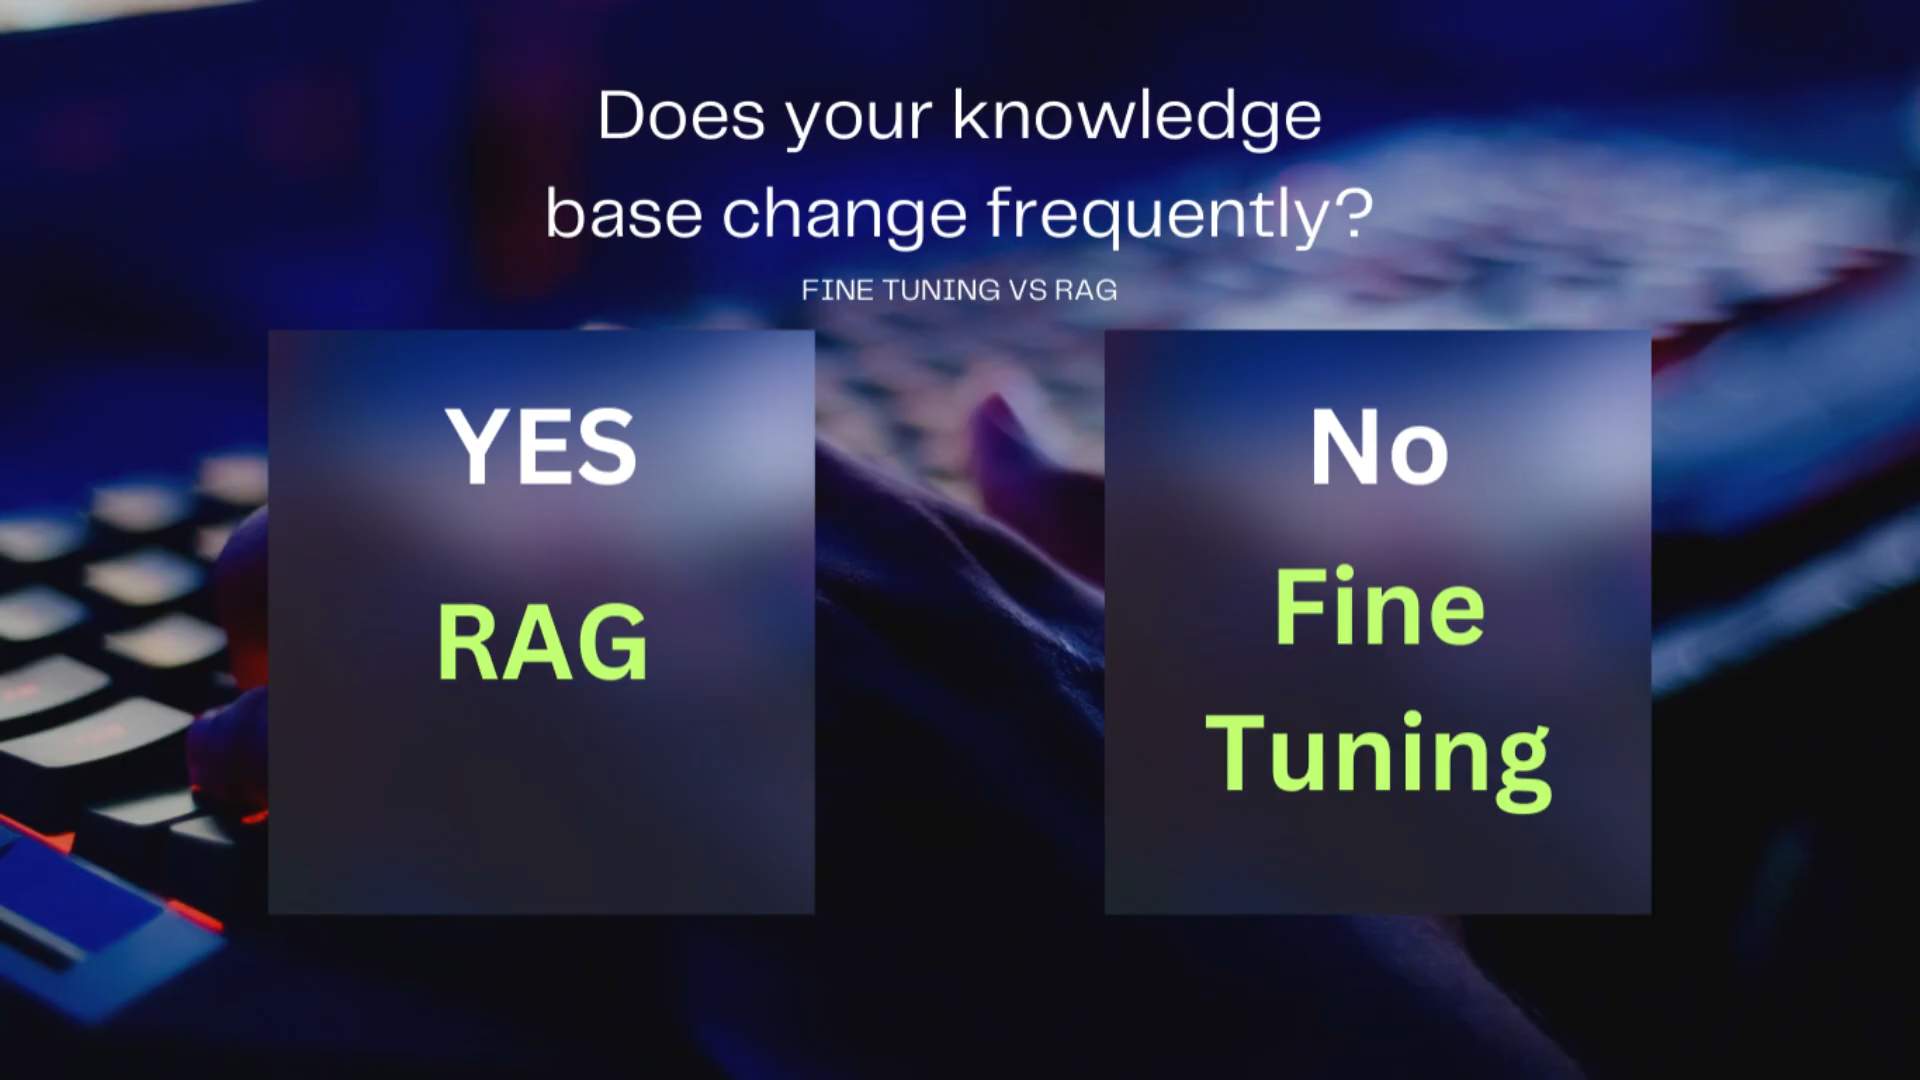 Does your knowledge
base change frequently?
FINE TUNING VS RAG
YES
RAG
No
Fine
Tuning